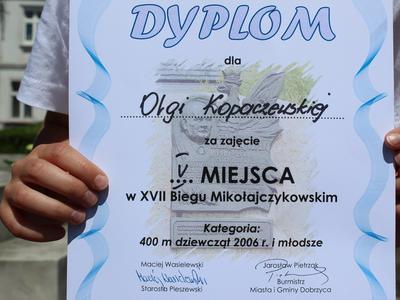 DYPLOM
dla
Olgi Kopaczewskiej
za zajęcie
V MIEJSCA
w XVII Biegu Mikołajczykowskim
Kategoria:
400 m dziewcząt 2006 r. i młodsze
Maciej Wasielewski
Starosta Pleszewski
Jarosław Pietrzak
Burmistrz
Miasta i Gminy Dobrzyca